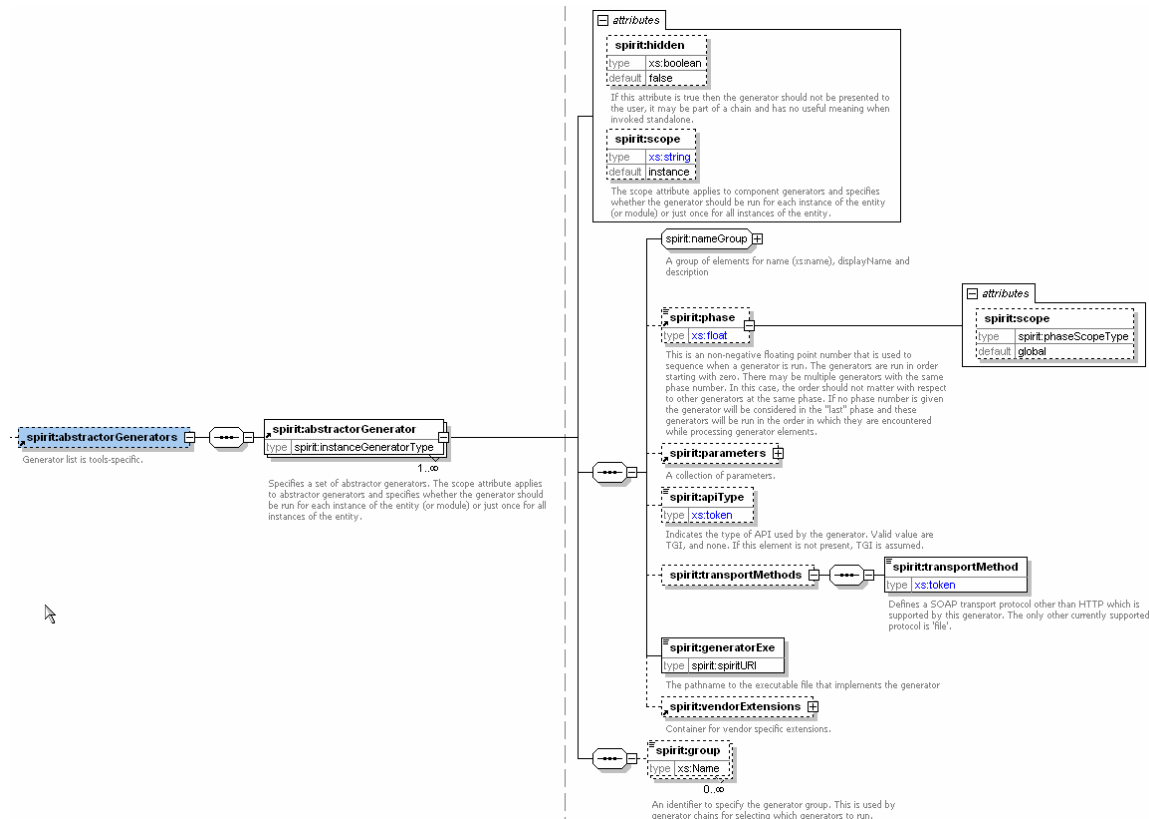 attributes
spirit:hidden
type xs:boolean
default false
If this attribute is true then the generator should not be presented to
the user, it may be part of a chain and has no useful meaning when
invoked standalone.
spirit:scope
type xs:string
default instance
The scope attribute applies to component generators and specifies
whether the generator should be run for each instance of the entity
(or module) or just once for all instances of the entity.
spirit:nameGroup
A group of elements for name (xs:name), displayName and
description
attributes
spirit:scope
type spirit:phaseScopeType
default global
spirit:phase
type xs:float
This is an non-negative floating point number that is used to
sequence when a generator is run. The generators are run in order
starting with zero. There may be multiple generators with the same
phase number. In this case, the order should not matter with respect
to other generators at the same phase. If no phase number is given
the generator will be considered in the "last" phase and these
generators will be run in the order in which they are encountered
while processing generator elements.
spirit:abstractorGenerators
Generator list is tools-specific.
spirit:abstractorGenerator
type spirit:instanceGeneratorType
1..∞
Specifies a set of abstractor generators. The scope attribute applies
to abstractor generators and specifies whether the generator should
be run for each instance of the entity (or module) or just once for all
instances of the entity.
spirit:parameters
A collection of parameters.
spirit:apiType
type xs:token
Indicates the type of API used by the generator. Valid value are
TGI, and none. If this element is not present, TGI is assumed.
spirit:transportMethods
spirit:transportMethod
type xs:token
Defines a SOAP transport protocol other than HTTP which is
supported by this generator. The only other currently supported
protocol is 'file'.
spirit:generatorExe
type spirit:spiritURI
The pathname to the executable file that implements the generator
spirit:vendorExtensions
Container for vendor specific extensions.
spirit:group
type xs:Name
0..∞
An identifier to specify the generator group. This is used by
generator chains for selecting which generators to run.